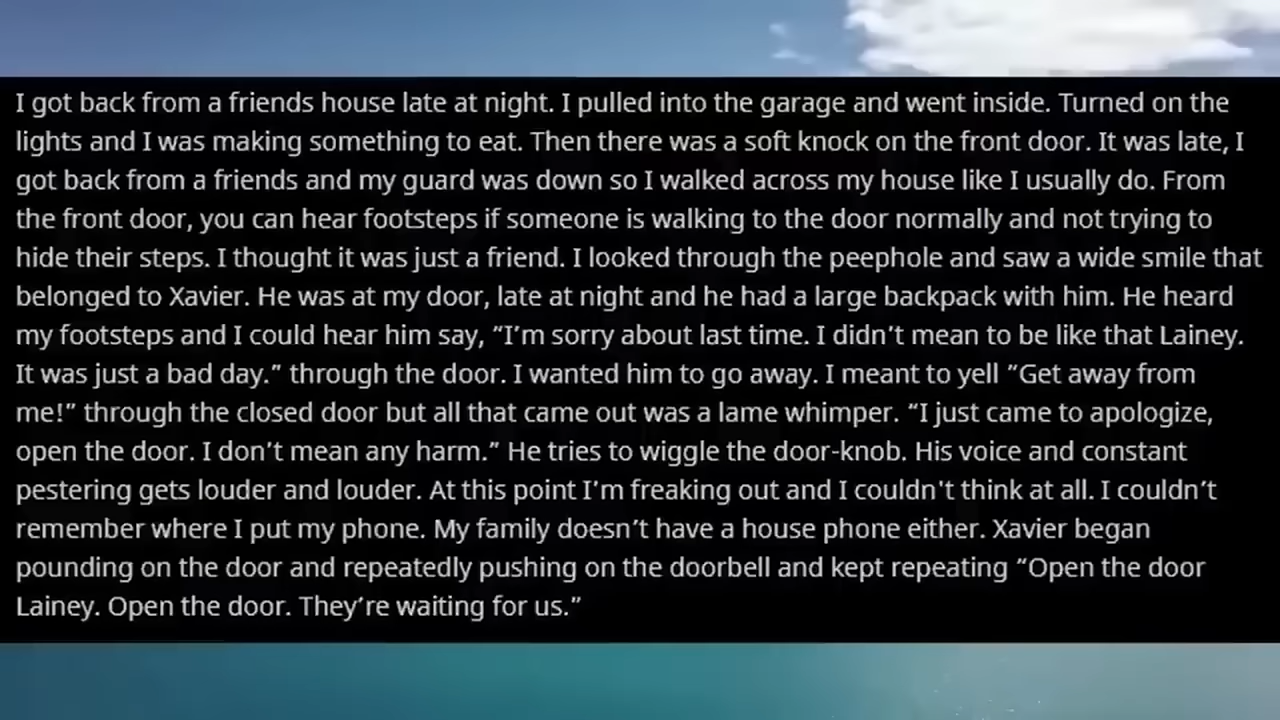 I got back from a friends house late at night. I pulled into the garage and went inside. Turned on the
lights and I was making something to eat. Then there was a soft knock on the front door. It was late, I
got back from a friends and my guard was down so I walked across my house like I usually do. From
the front door, you can hear footsteps if someone is walking to the door normally and not trying to
hide their steps. I thought it was just a friend. I looked through the peephole and saw a wide smile that
belonged to Xavier. He was at my door, late at night and he had a large backpack with him. He heard
my footsteps and I could hear him say, “I’m sorry about last time. I didn’t mean to be like that Lainey.
It was just a bad day.” through the door. I wanted him to go away. I meant to yell “Get away from
me!” through the closed door but all that came out was a lame whimper. “I just came to apologize,
open the door. I don’t mean any harm.” He tries to wiggle the door-knob. His voice and constant
pestering gets louder and louder. At this point I’m freaking out and I couldn't think at all. I couldn’t
remember where I put my phone. My family doesn’t have a house phone either. Xavier began
pounding on the door and repeatedly pushing on the doorbell and kept repeating “Open the door
Lainey. Open the door. They’re waiting for us.”